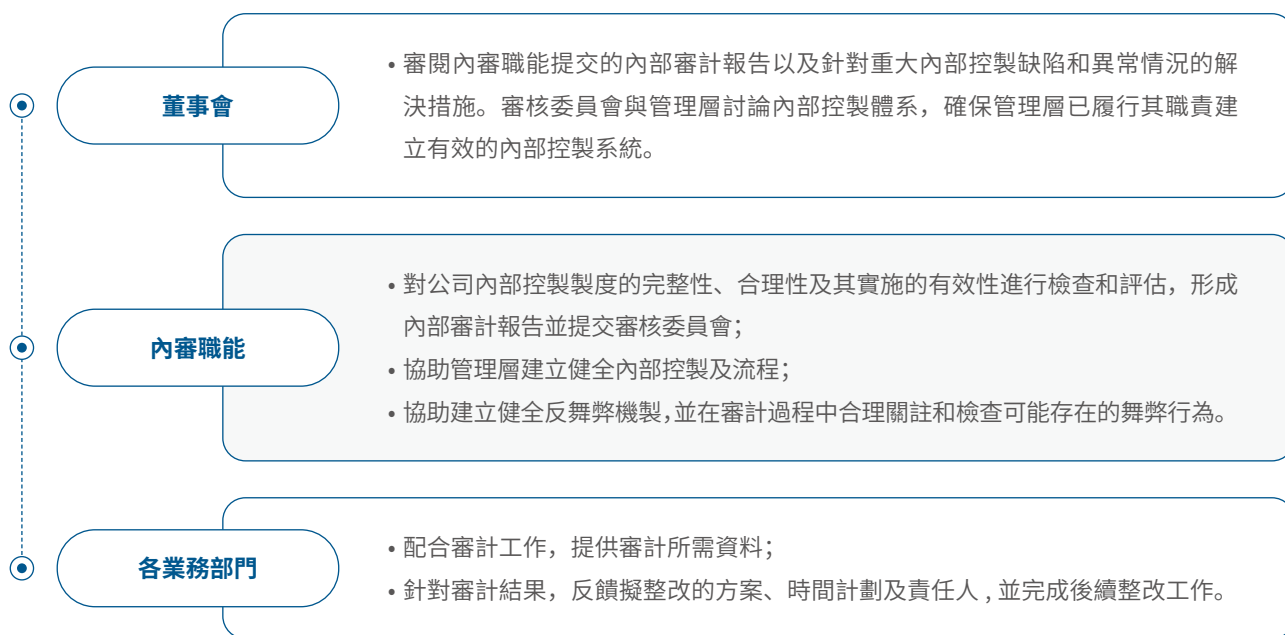 董事會
• 審閱內審職能提交的內部審計報告以及針對重大內部控製缺陷和異常情況的解
決措施。審核委員會與管理層討論內部控製體系，確保管理層已履行其職責建
立有效的內部控製系統。
內審職能
• 對公司內部控製製度的完整性、合理性及其實施的有效性進行檢查和評估，形成
內部審計報告並提交審核委員會；
• 協助管理層建立健全內部控製及流程；
• 協助建立健全反舞弊機製，並在審計過程中合理關註和檢查可能存在的舞弊行為。
各業務部門
• 配合審計工作，提供審計所需資料；
• 針對審計結果，反饋擬整改的方案、時間計劃及責任人 , 並完成後續整改工作。